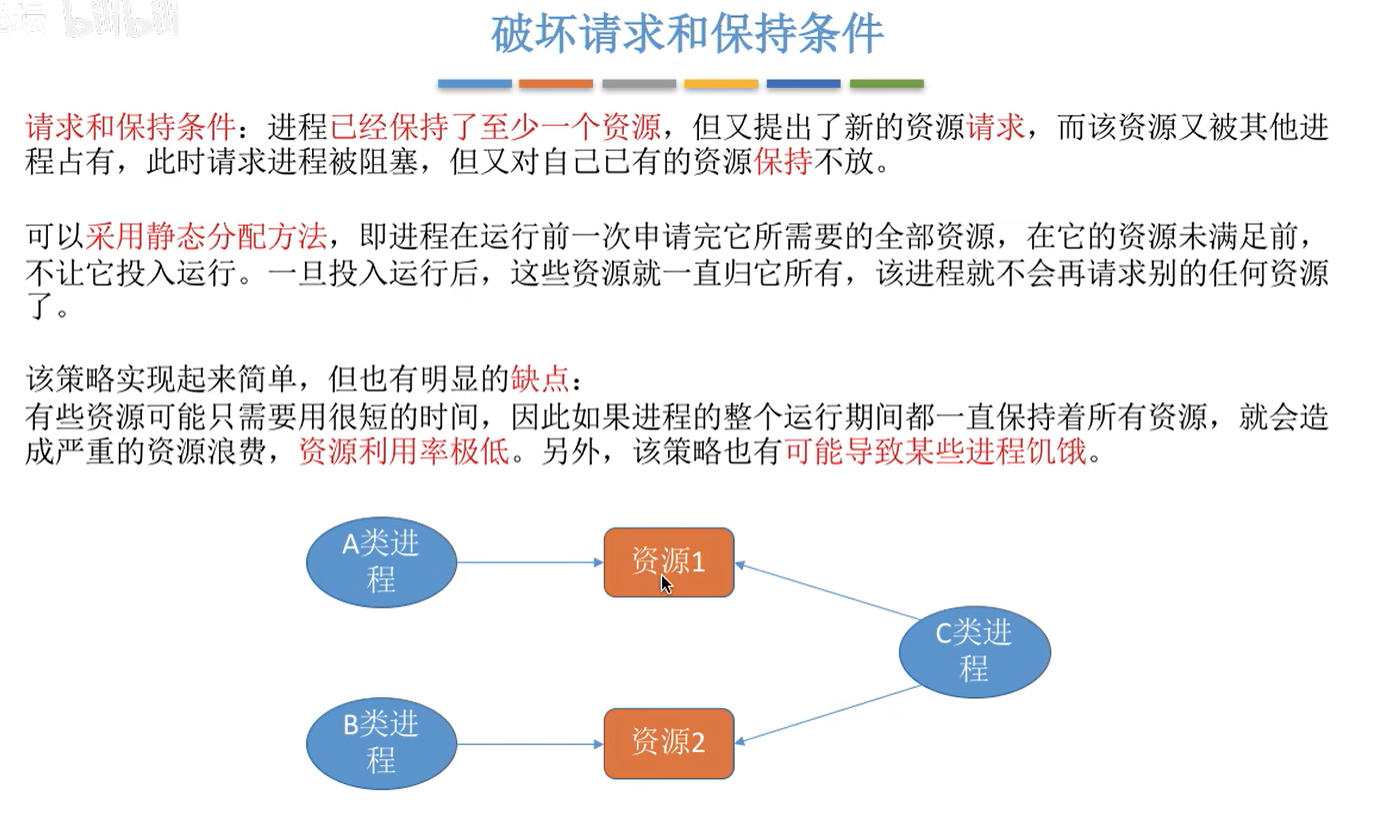 bilibili
破坏请求和保持条件
请求和保持条件：进程已经保持了至少一个资源，但又提出了新的资源请求，而该资源又被其他进
程占有，此时请求进程被阻塞，但又对自己已有的资源保持不放。
可以采用静态分配方法，即进程在运行前一次申请完它所需要的全部资源，在它的资源未满足前，
不让它投入运行。一旦投入运行后，这些资源就一直归它所有，该进程就不会再请求别的任何资源
了。
该策略实现起来简单，但也有明显的缺点：
有些资源可能只需要用很短的时间，因此如果进程的整个运行期间都一直保持着所有资源，就会造
成严重的资源浪费，资源利用率极低。另外，该策略也有可能导致某些进程饥饿。
A类进
程
资源1
C类进
程
B类进
程
资源2